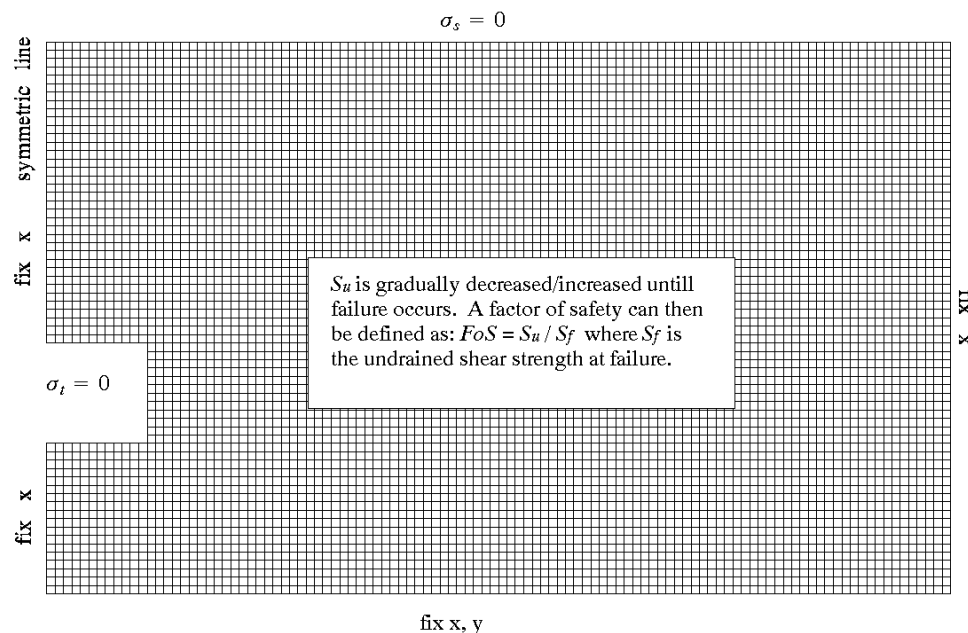 σs = 0
symmetric line
fix x
Su is gradually decreased/increased untill
failure occurs. A factor of safety can then
be defined as: FoS = Su / Sf where Sf is
the undrained shear strength at failure.
fix x
σt = 0
fix x
fix x, y